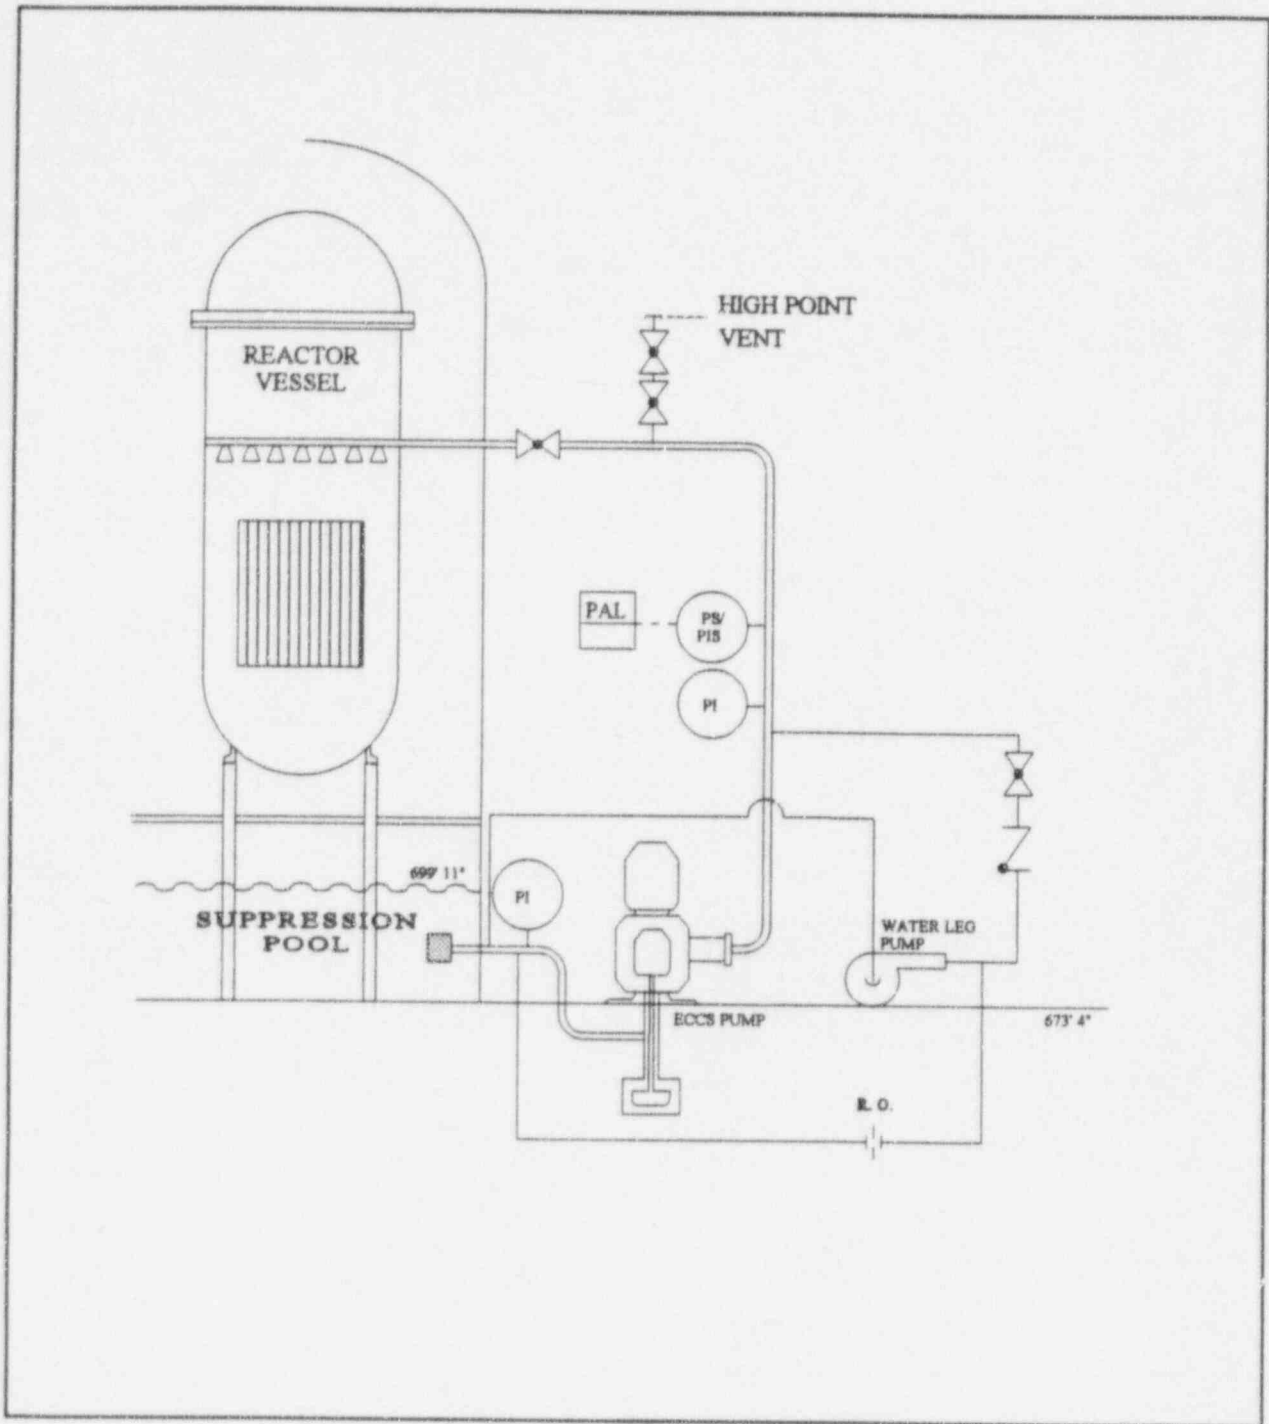 HIGH POINT
VENT
REACTOR
VESSEL
PAL
PS/
PIS
PI
699' 11"
PI
SUPPRESSION
POOL
WATER LEG
PUMP
ECCS PUMP
673' 4"
R. O.